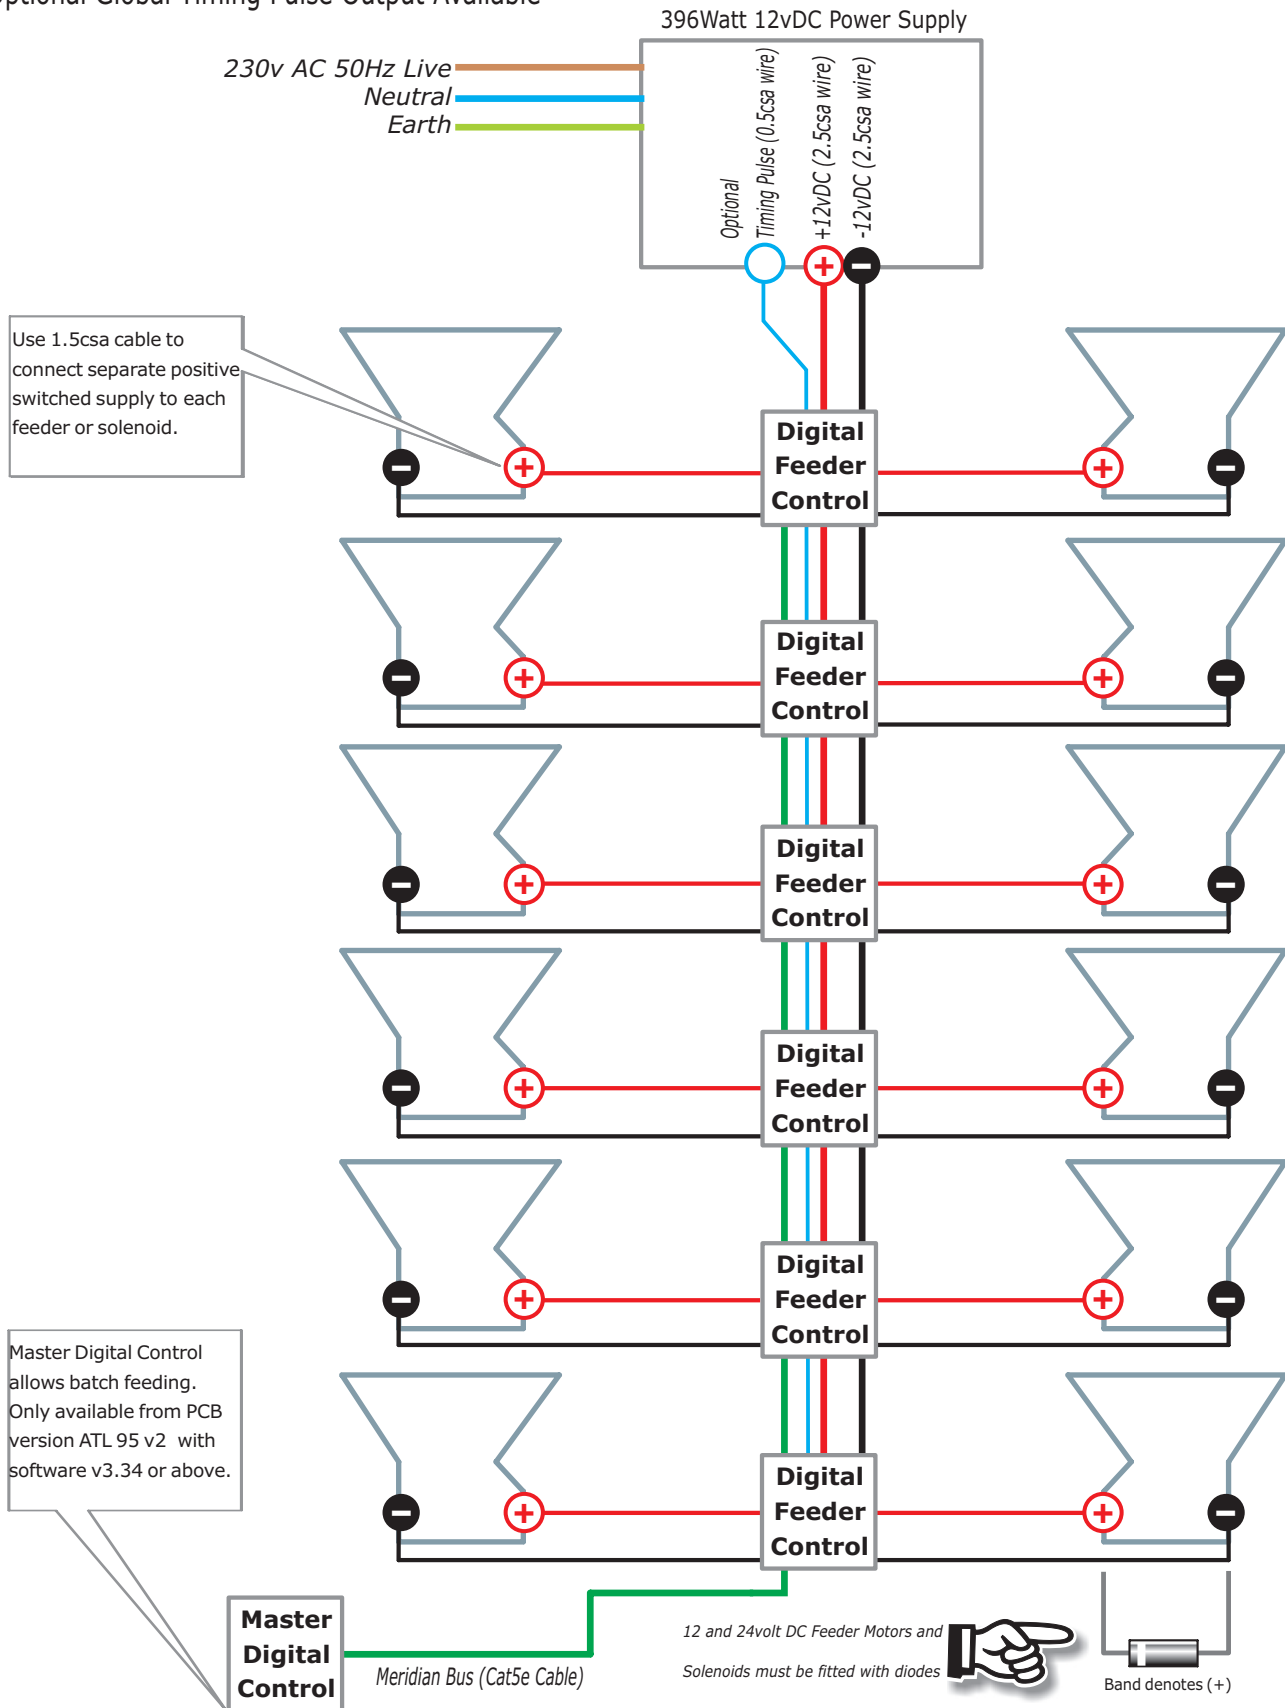 Optional Global Timing Pulse Output Available
396Watt 12vDC Power Supply
230v AC 50Hz Live
Neutral
Earth
Optional
Timing Pulse (0.5csa wire)
+12vDC (2.5csa wire)
-12vDC (2.5csa wire)
Use 1.5csa cable to
connect separate positive
switched supply to each
feeder or solenoid.
Digital
Feeder
Control
Digital
Feeder
Control
Digital
Feeder
Control
Digital
Feeder
Control
Digital
Feeder
Control
Master Digital Control
allows batch feeding.
Only available from PCB
version ATL 95 v2 with
software v3.34 or above.
Digital
Feeder
Control
Master
Digital
Control
Meridian Bus (Cat5e Cable)
12 and 24volt DC Feeder Motors and
Solenoids must be fitted with diodes
Band denotes (+)